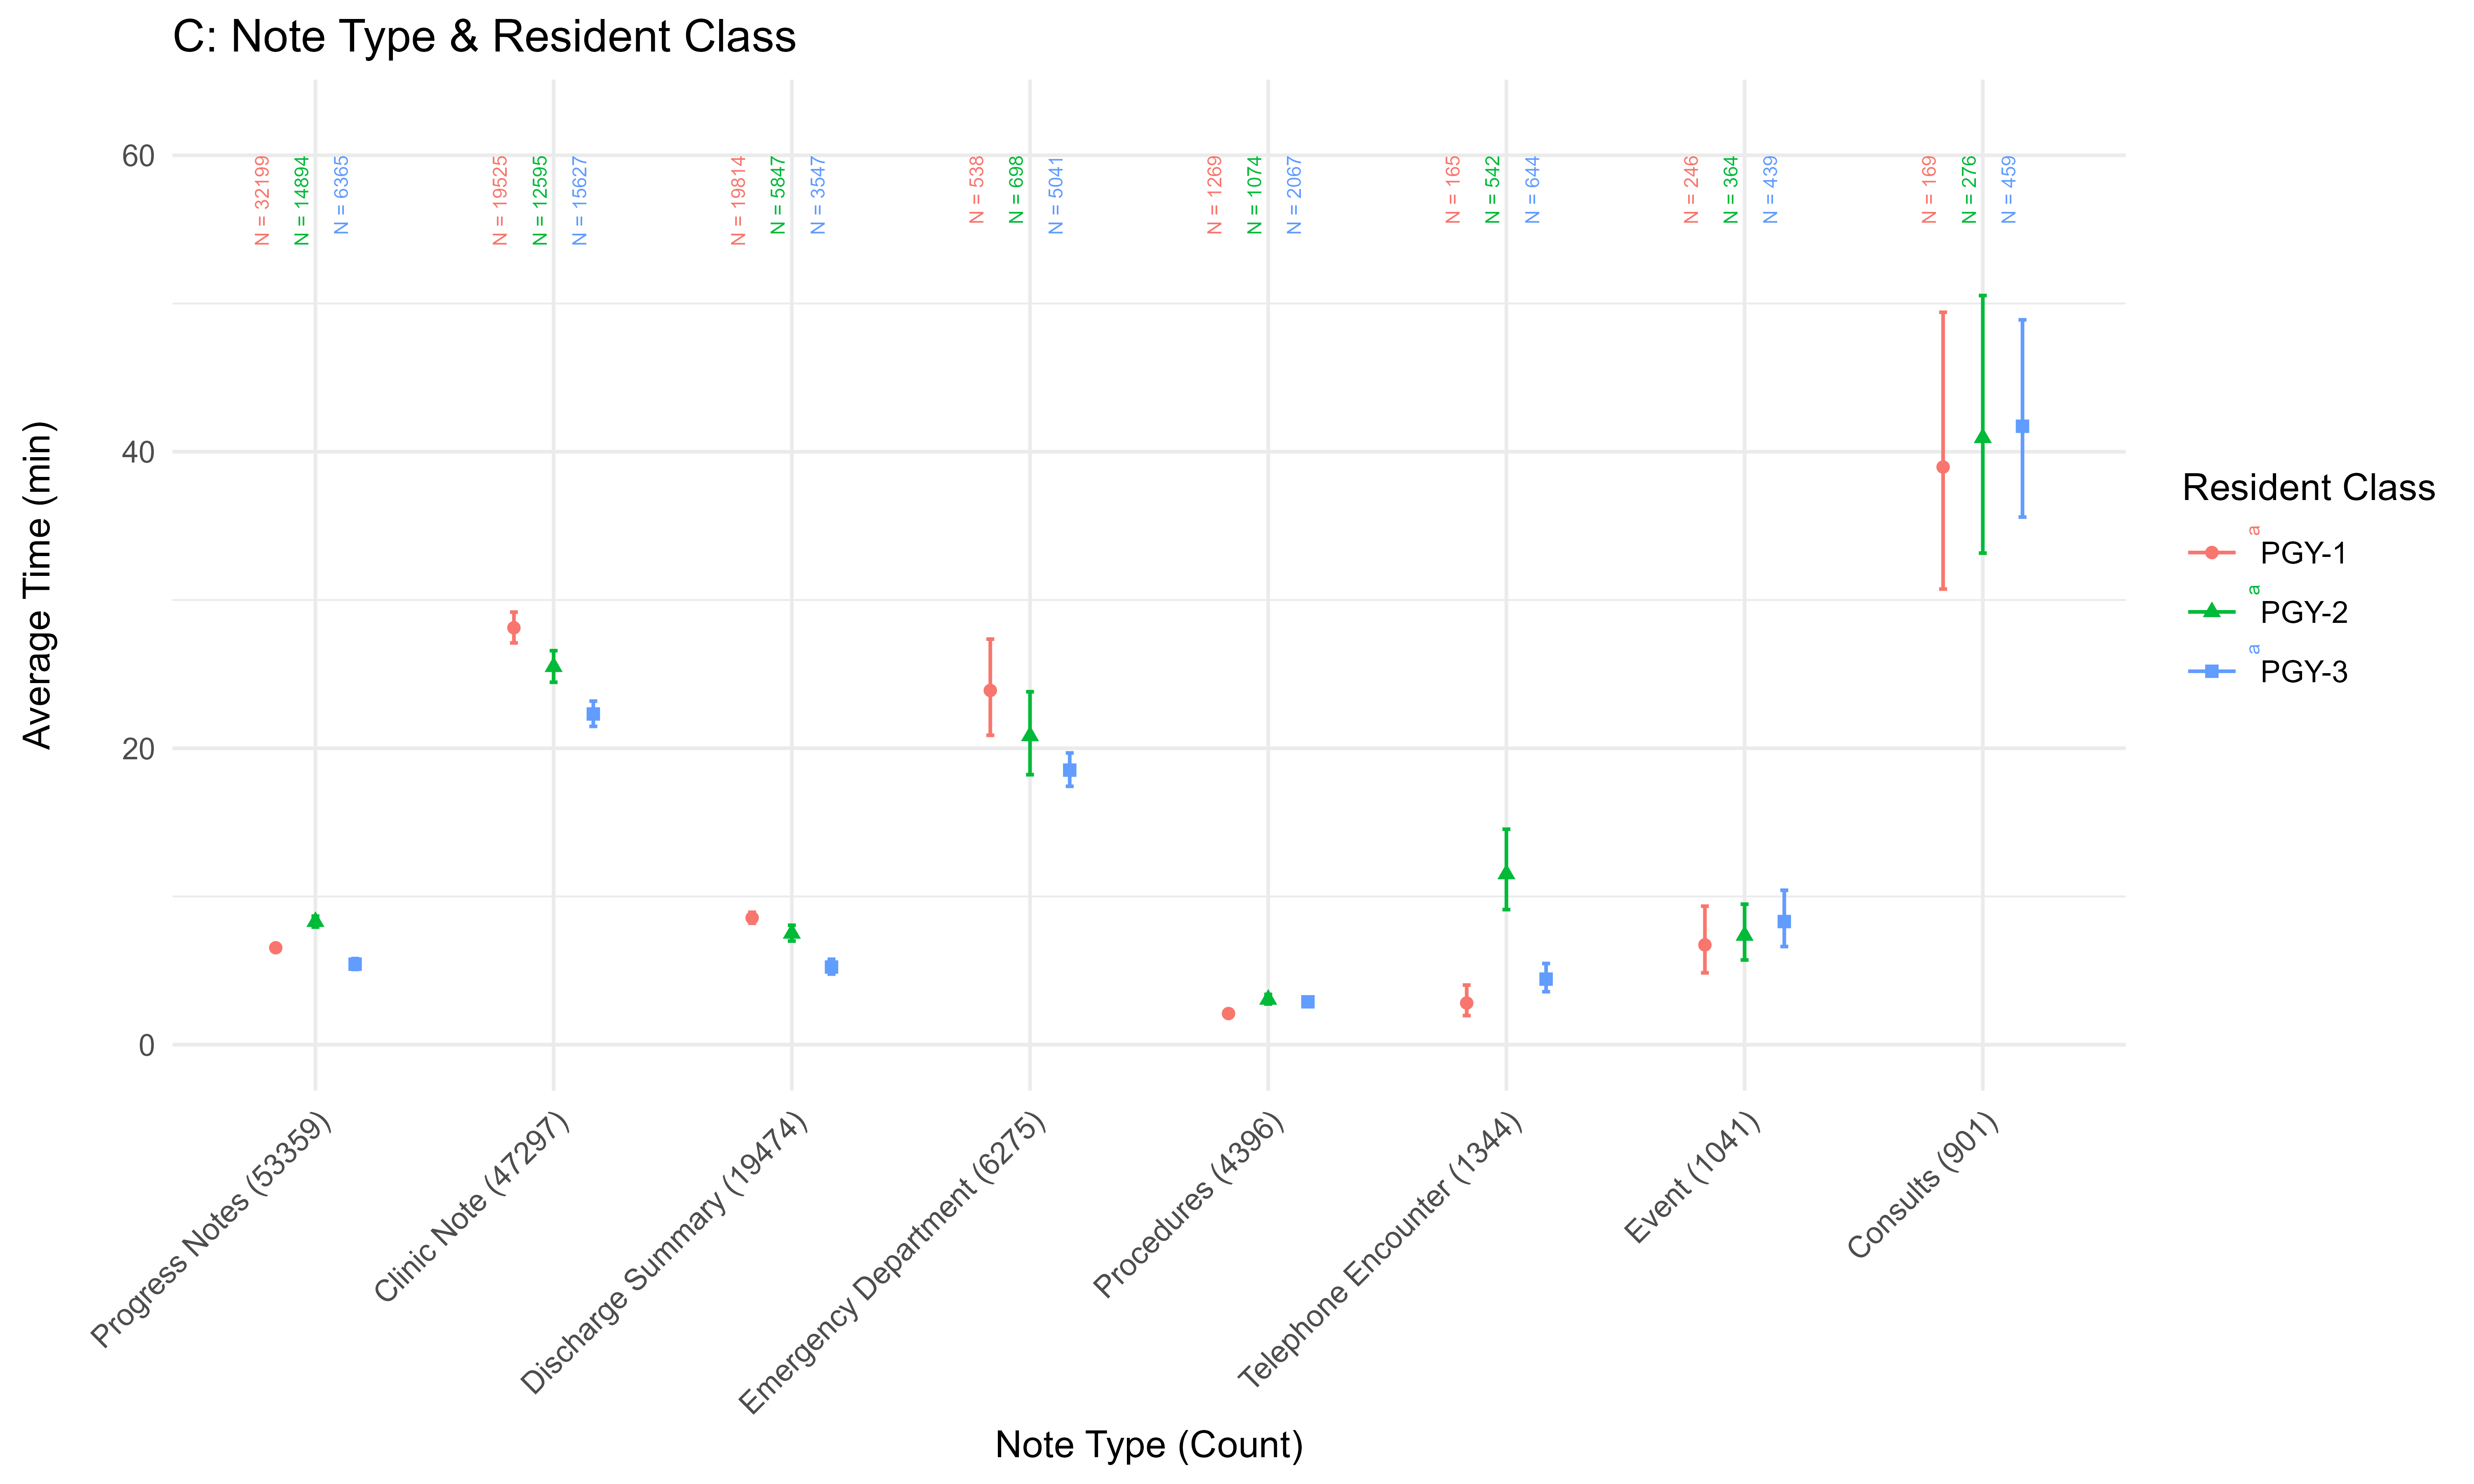 C: Note Type & Resident Class
Average Time (min)
60
40
20
0
N = 32199
N = 14894
N = 6365
N = 19525
N = 12595
N = 15627
N = 19814
N = 5847
N = 3547
N = 538
N = 698
N = 5041
N = 1269
N = 1074
N = 2067
N = 165
N = 542
N = 644
N = 246
N = 364
N = 439
N = 169
N = 276
N = 459
Progress Notes (53359)
Clinic Note (47297)
Discharge Summary (19474)
Emergency Department (6275)
Procedures (4396)
Telephone Encounter (1344)
Event (1041)
Consults (901)
Note Type (Count)
Resident Class
a
PGY-1
a
PGY-2
a
PGY-3